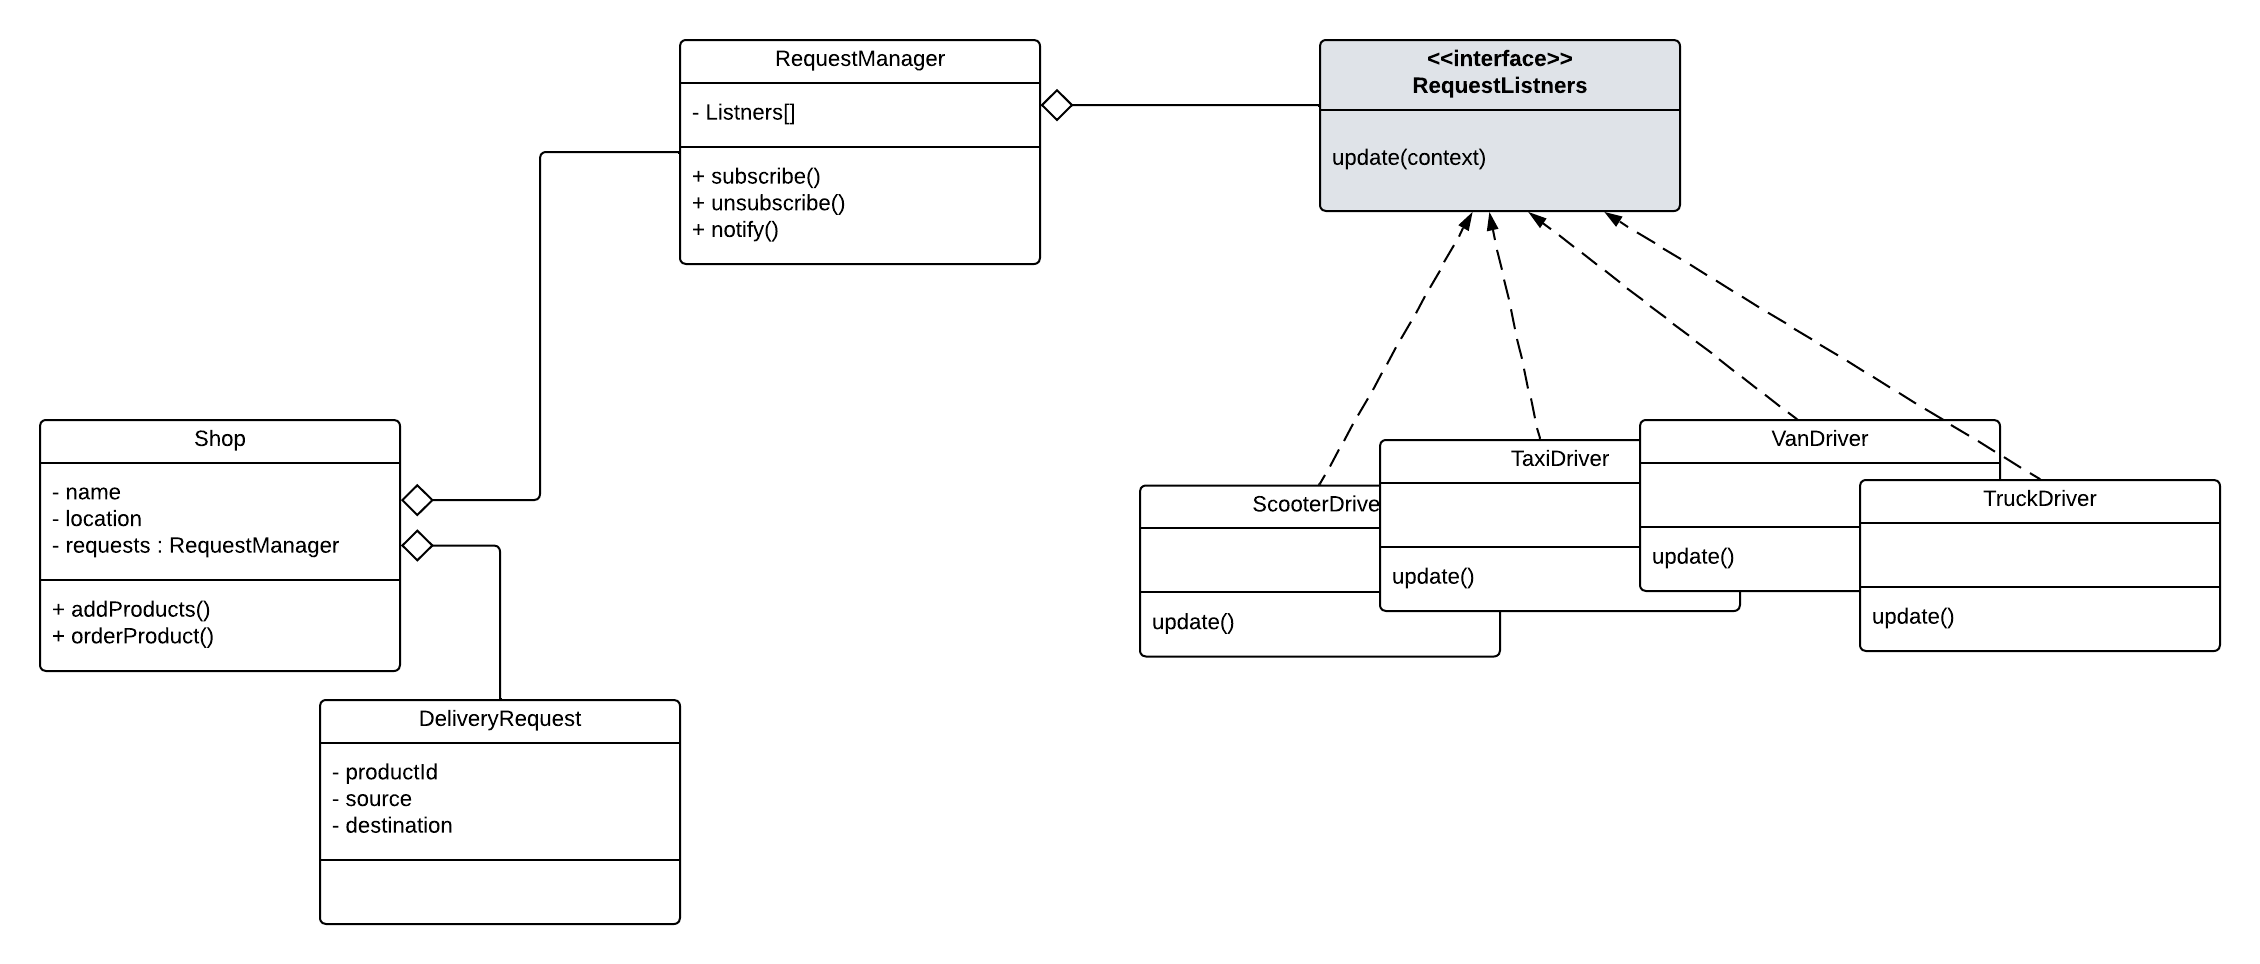 RequestManager
- Listners[]
+ subscribe()
+ unsubscribe()
+ notify()
<<interface>>
RequestListners
update(context)
Shop
- name
- location
- requests : RequestManager
+ addProducts()
+ orderProduct()
DeliveryRequest
- productId
- source
- destination
ScooterDrive
update()
TaxiDriver
update()
VanDriver
update()
TruckDriver
update()